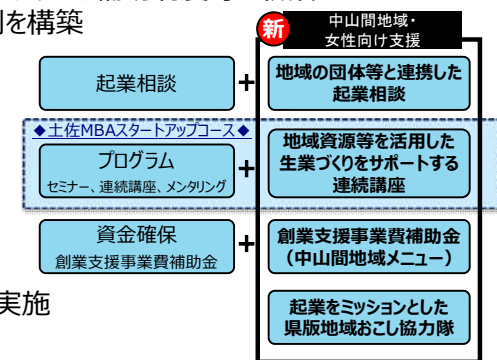 を構築
新
中山間地域・
女性向け支援
起業相談
+
地域の団体等と連携した
起業相談
◆土佐MBAスタートアップコース◆
プログラム
セミナー、連続講座、メンタリング
+
地域資源等を活用した
生業づくりをサポートする
連続講座
資金確保
創業支援事業費補助金
+
創業支援事業費補助金
（中山間地域メニュー）
実施
起業をミッションとした
県版地域おこし協力隊